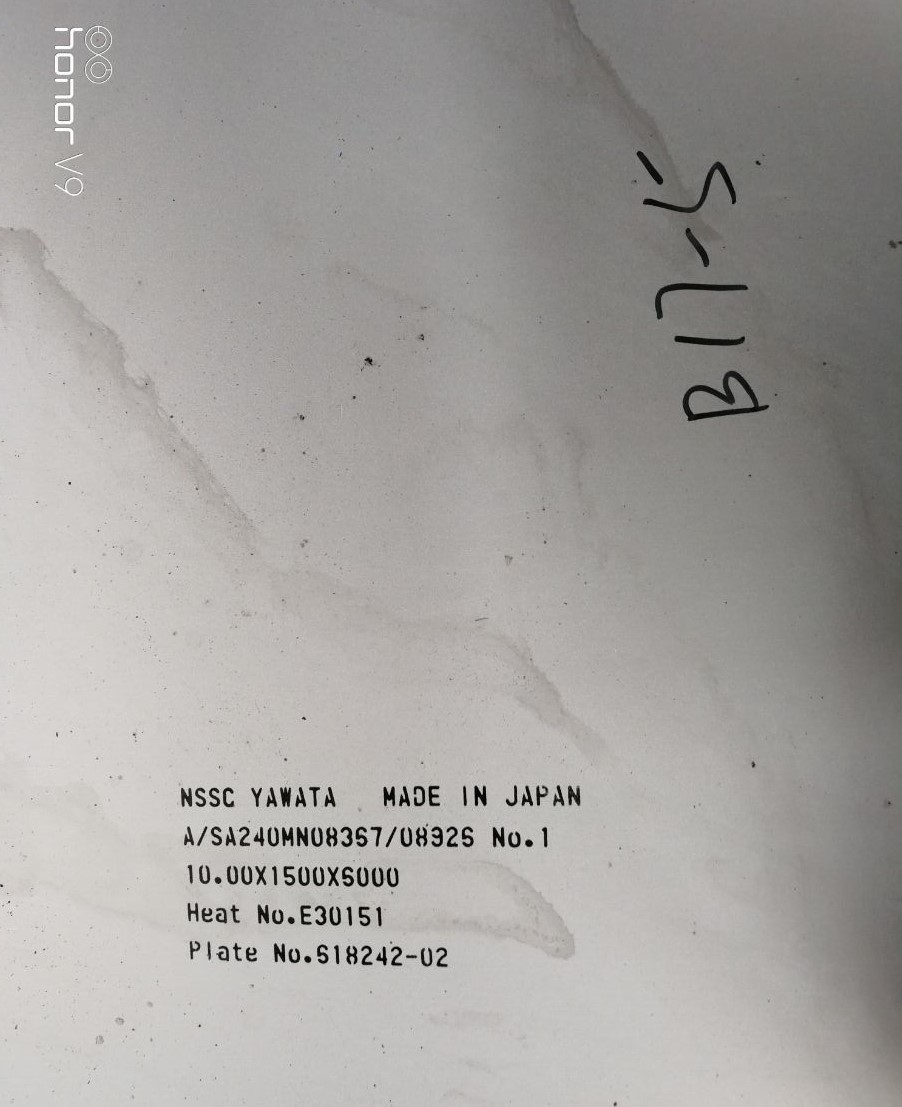 honor V9
B17-5
NSSC YAWATA MADE IN JAPAN
A/SA240MN08367/08926 No.1
10.00X1500X6000
Heat No.E30151
Plate No.618242-02